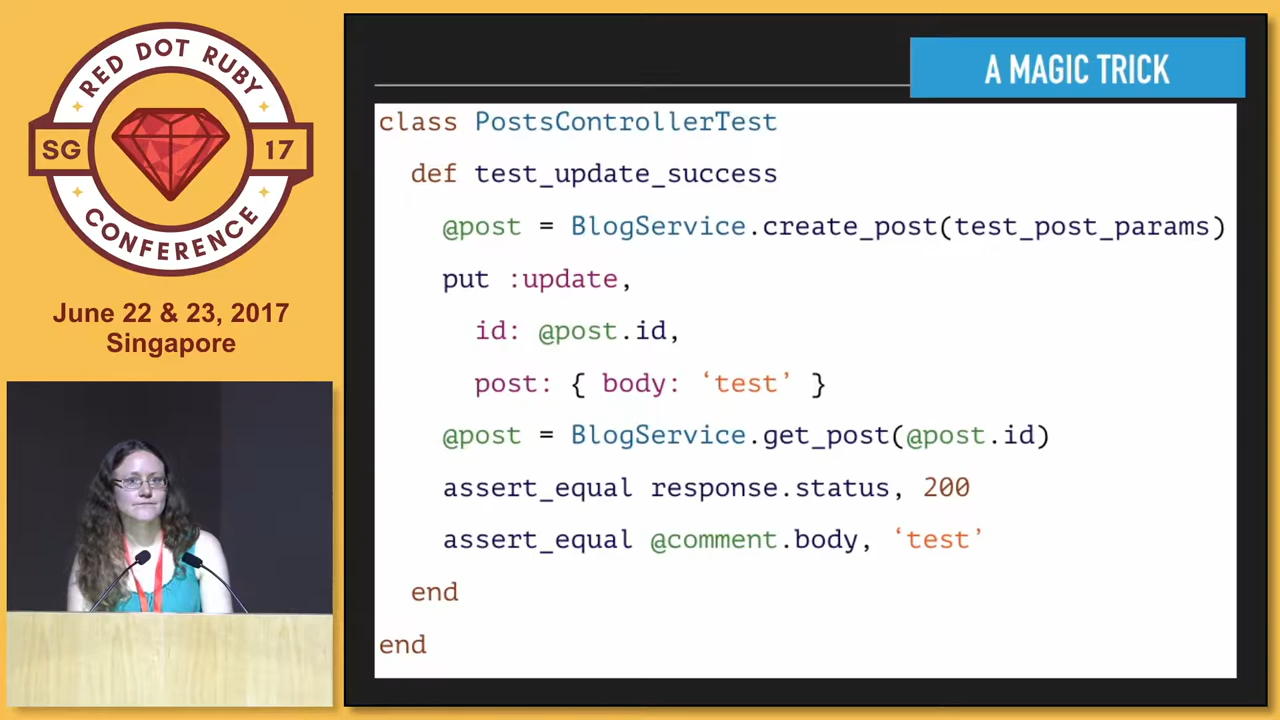 RED DOT RUBY
SG 17
CONFERENCE
June 22 & 23, 2017
Singapore
A MAGIC TRICK
class PostsControllerTest
def test_update_success
@post = BlogService.create_post(test_post_params)
put :update,
id: @post.id,
post: { body: ‘test’ }
@post = BlogService.get_post(@post.id)
assert_equal response.status, 200
assert_equal @comment.body, ‘test’
end
end